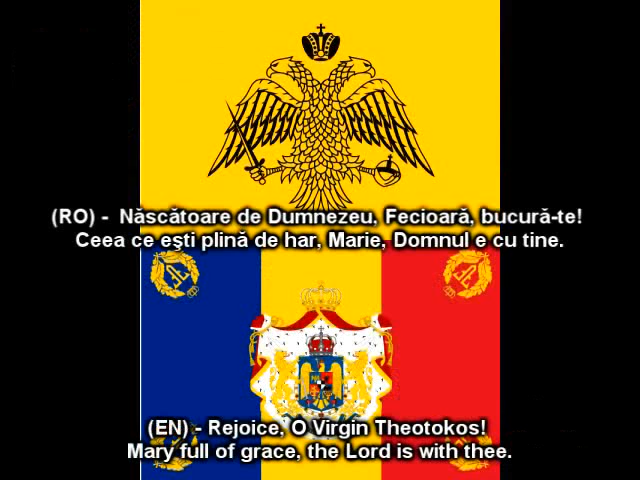 (RO) - Născătoare de Dumnezeu, Fecioară, bucură-te!
Ceea ce eşti plină de har, Marie, Domnul e cu tine.
(EN) - Rejoice, O Virgin Theotokos!
Mary full of grace, the Lord is with thee.